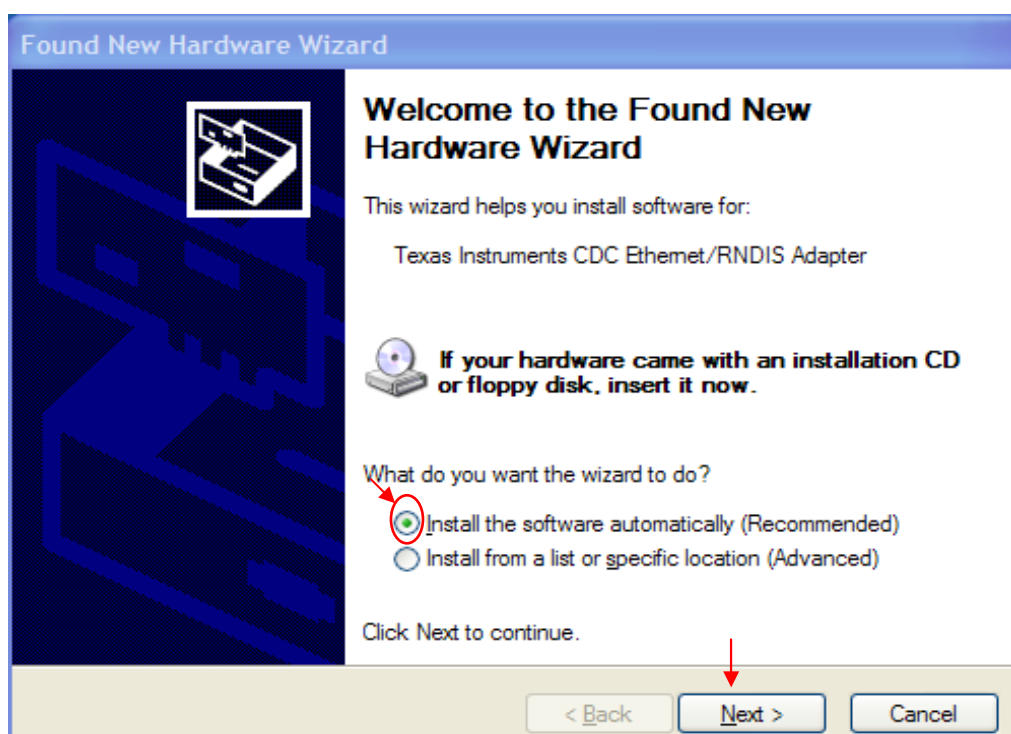 Found New Hardware Wizard
Welcome to the Found New
Hardware Wizard
This wizard helps you install software for:
Texas Instruments CDC Ethernet/RNDIS Adapter
If your hardware came with an installation CD
or floppy disk, insert it now.
What do you want the wizard to do?
Install the software automatically (Recommended)
Install from a list or specific location (Advanced)
Click Next to continue.
< Back Next > Cancel